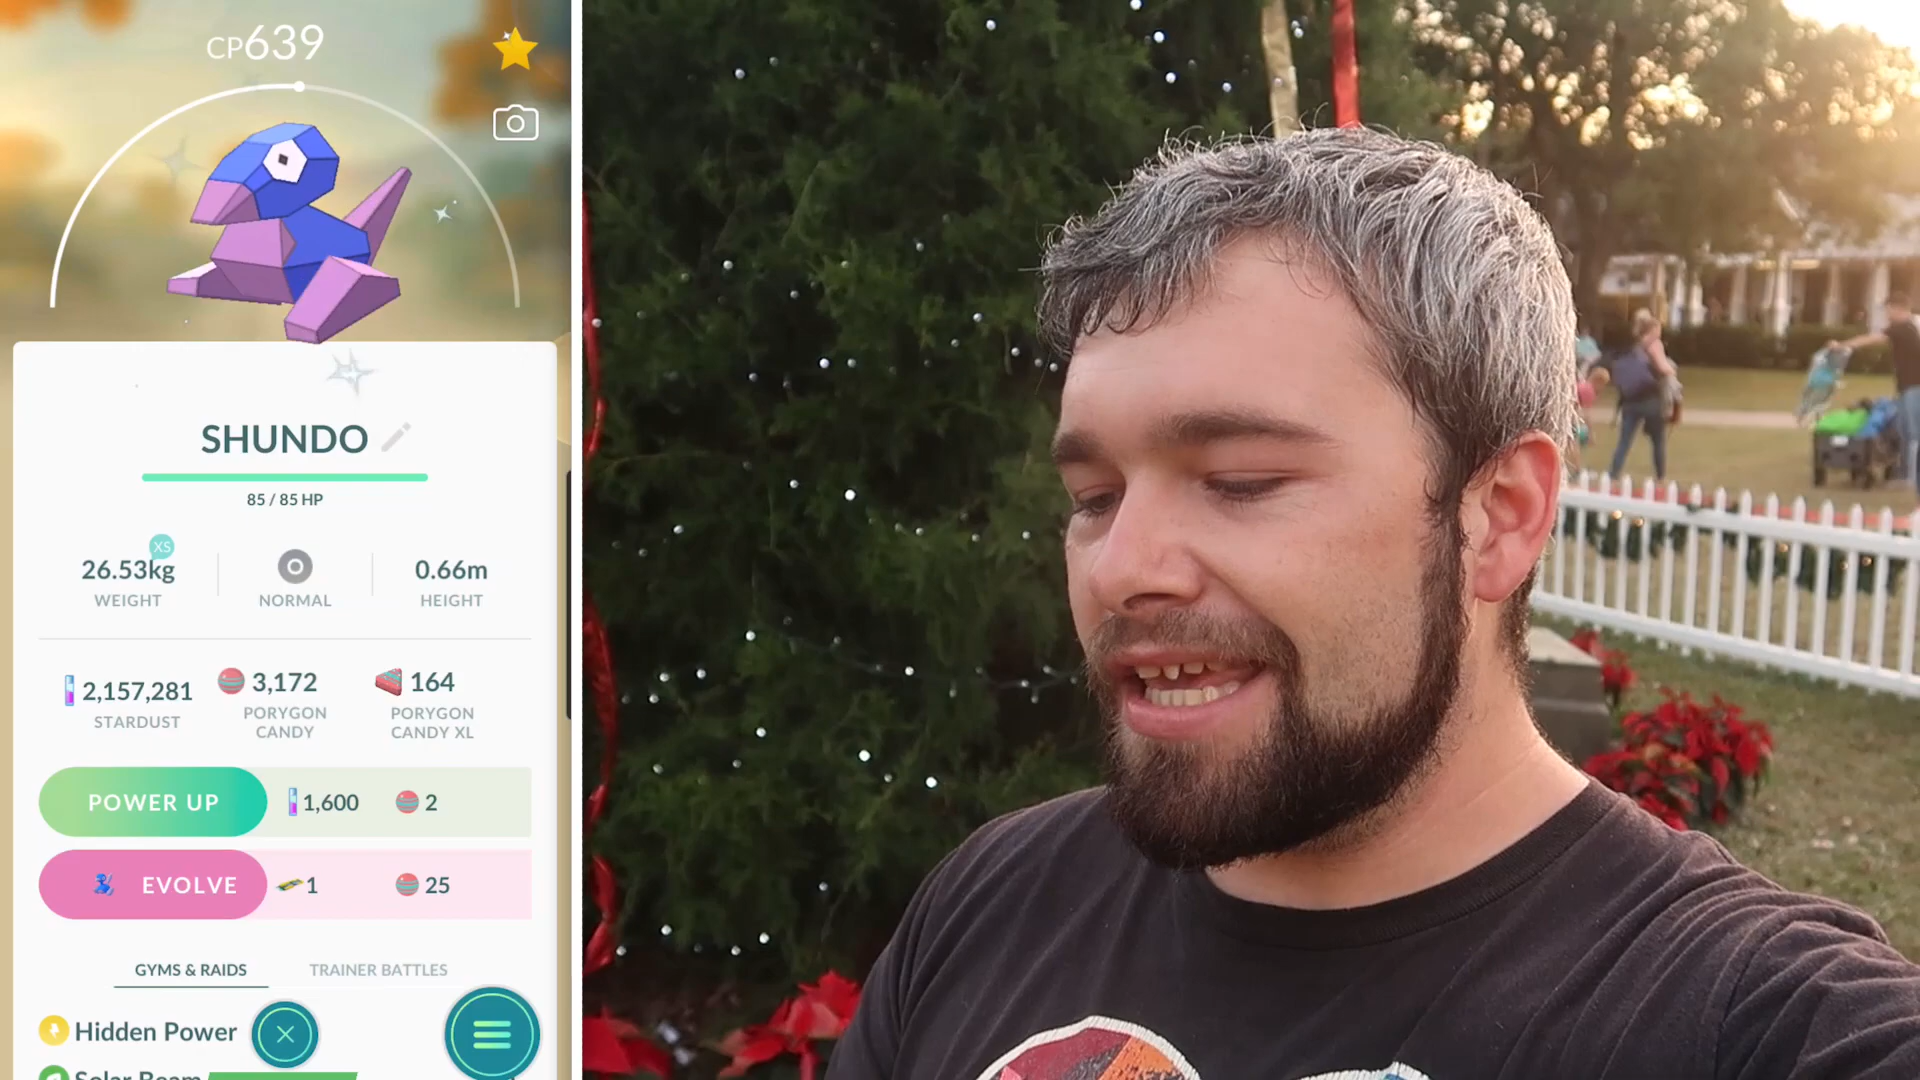 CP639
SHUNDO
85 / 85 HP
XS
26.53kg
WEIGHT
NORMAL
0.66m
HEIGHT
2,157,281
STARDUST
3,172
PORYGON
CANDY
164
PORYGON
CANDY XL
POWER UP
1,600
2
EVOLVE
1
25
GYMS & RAIDS
TRAINER BATTLES
Hidden Power
Solar Beam